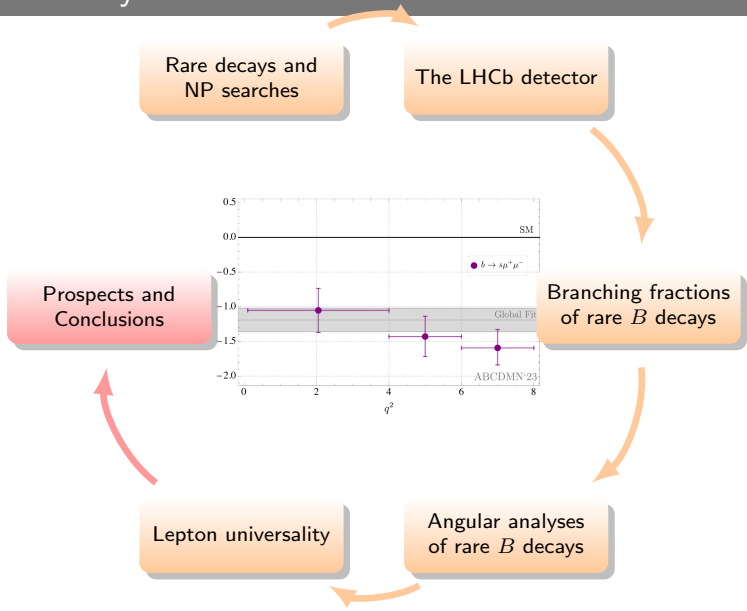 Rare decays and
NP searches
The LHCb detector
0.5
0.0
−0.5
−1.0
−1.5
−2.0
SM
b → sμ⁺μ⁻
Global Fit
ABCDMN'23
0
2
4
6
8
q²
Prospects and
Conclusions
Branching fractions
of rare B decays
Lepton universality
Angular analyses
of rare B decays